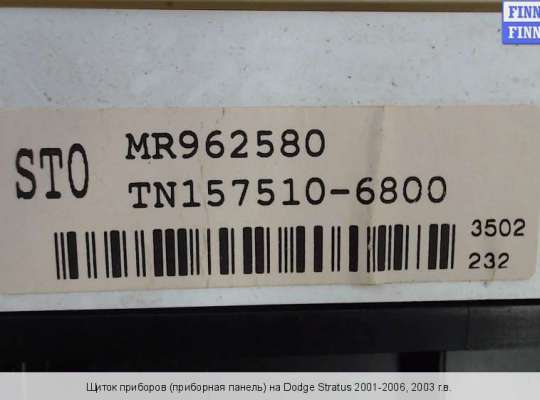 FINN
FINN
STO
MR962580
TN157510-6800
3502
232
Щиток приборов (приборная панель) на Dodge Stratus 2001-2006, 2003 г.в.